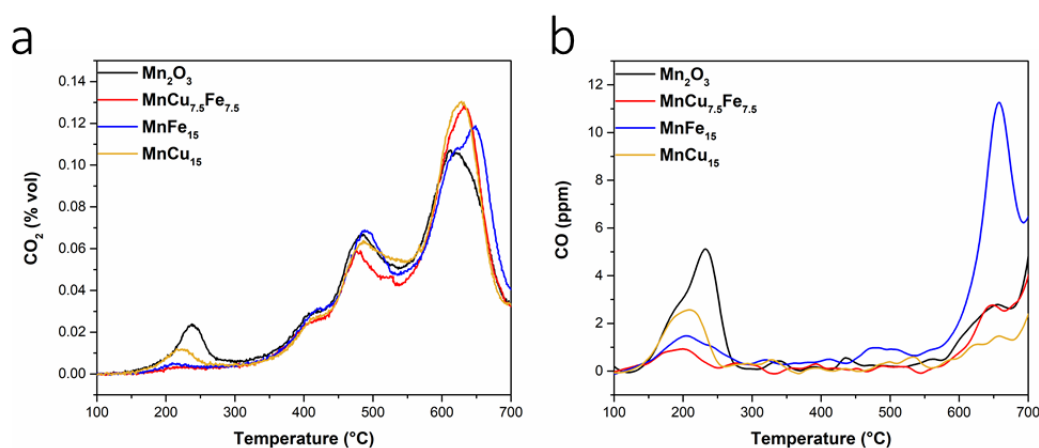 a
Mn₂O₃
MnCu₇.₅Fe₇.₅
MnFe₁₅
MnCu₁₅
CO₂ (% vol)
0.14
0.12
0.10
0.08
0.06
0.04
0.02
0.00
100 200 300 400 500 600 700
Temperature (°C)
b
Mn₂O₃
MnCu₇.₅Fe₇.₅
MnFe₁₅
MnCu₁₅
CO (ppm)
12
10
8
6
4
2
0
100 200 300 400 500 600 700
Temperature (°C)